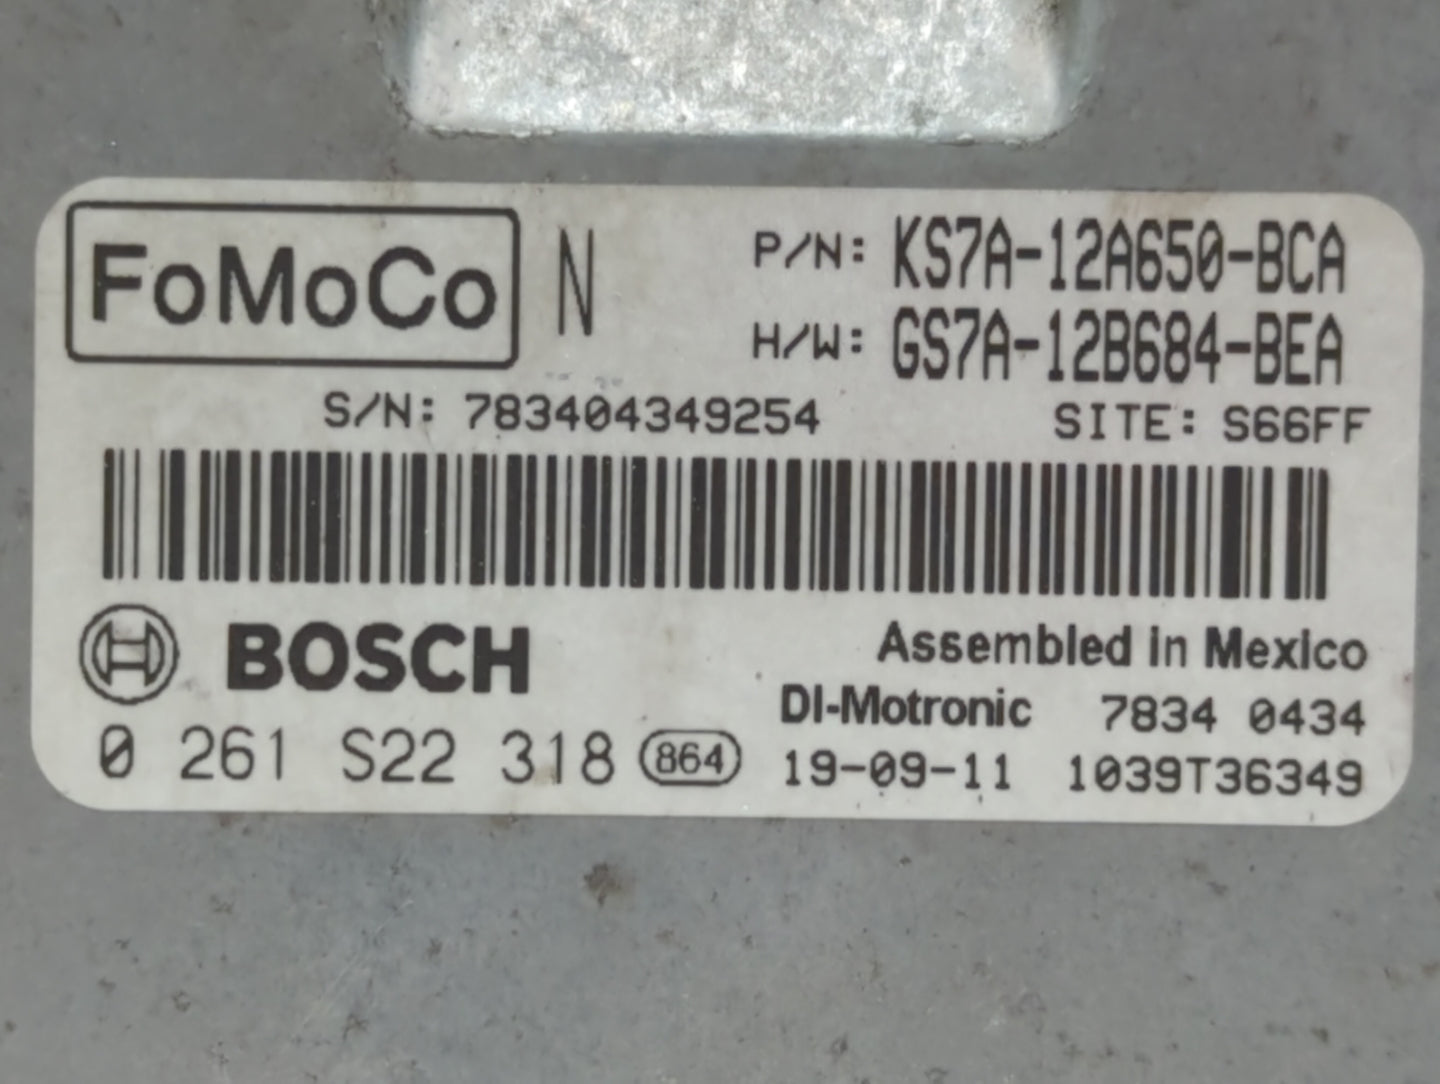 FoMoCo N P/N: KS7A-12A650-BCA
H/W: GS7A-12B684-BEA
S/N: 783404349254 SITE: S66FF
BOSCH Assembled in Mexico
DI-Motronic 7834 0434
0 261 S22 318 864 19-09-11 1039T36349